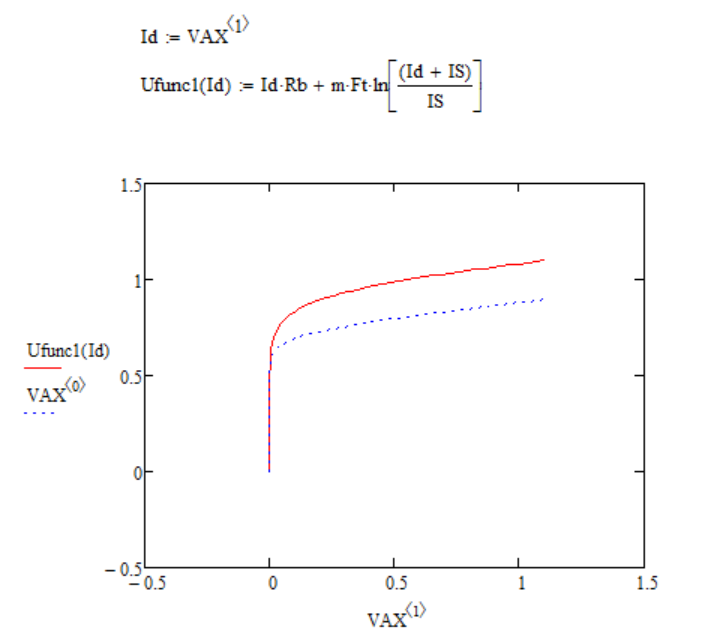 Id := VAX⟨1⟩
Ufunc1(Id) := Id·Rb + m·Ft·ln[(Id + IS)/IS]
1.5
1
Ufunc1(Id)
0.5
VAX⟨0⟩
0
−0.5
−0.5 0 0.5 1 1.5
VAX⟨1⟩